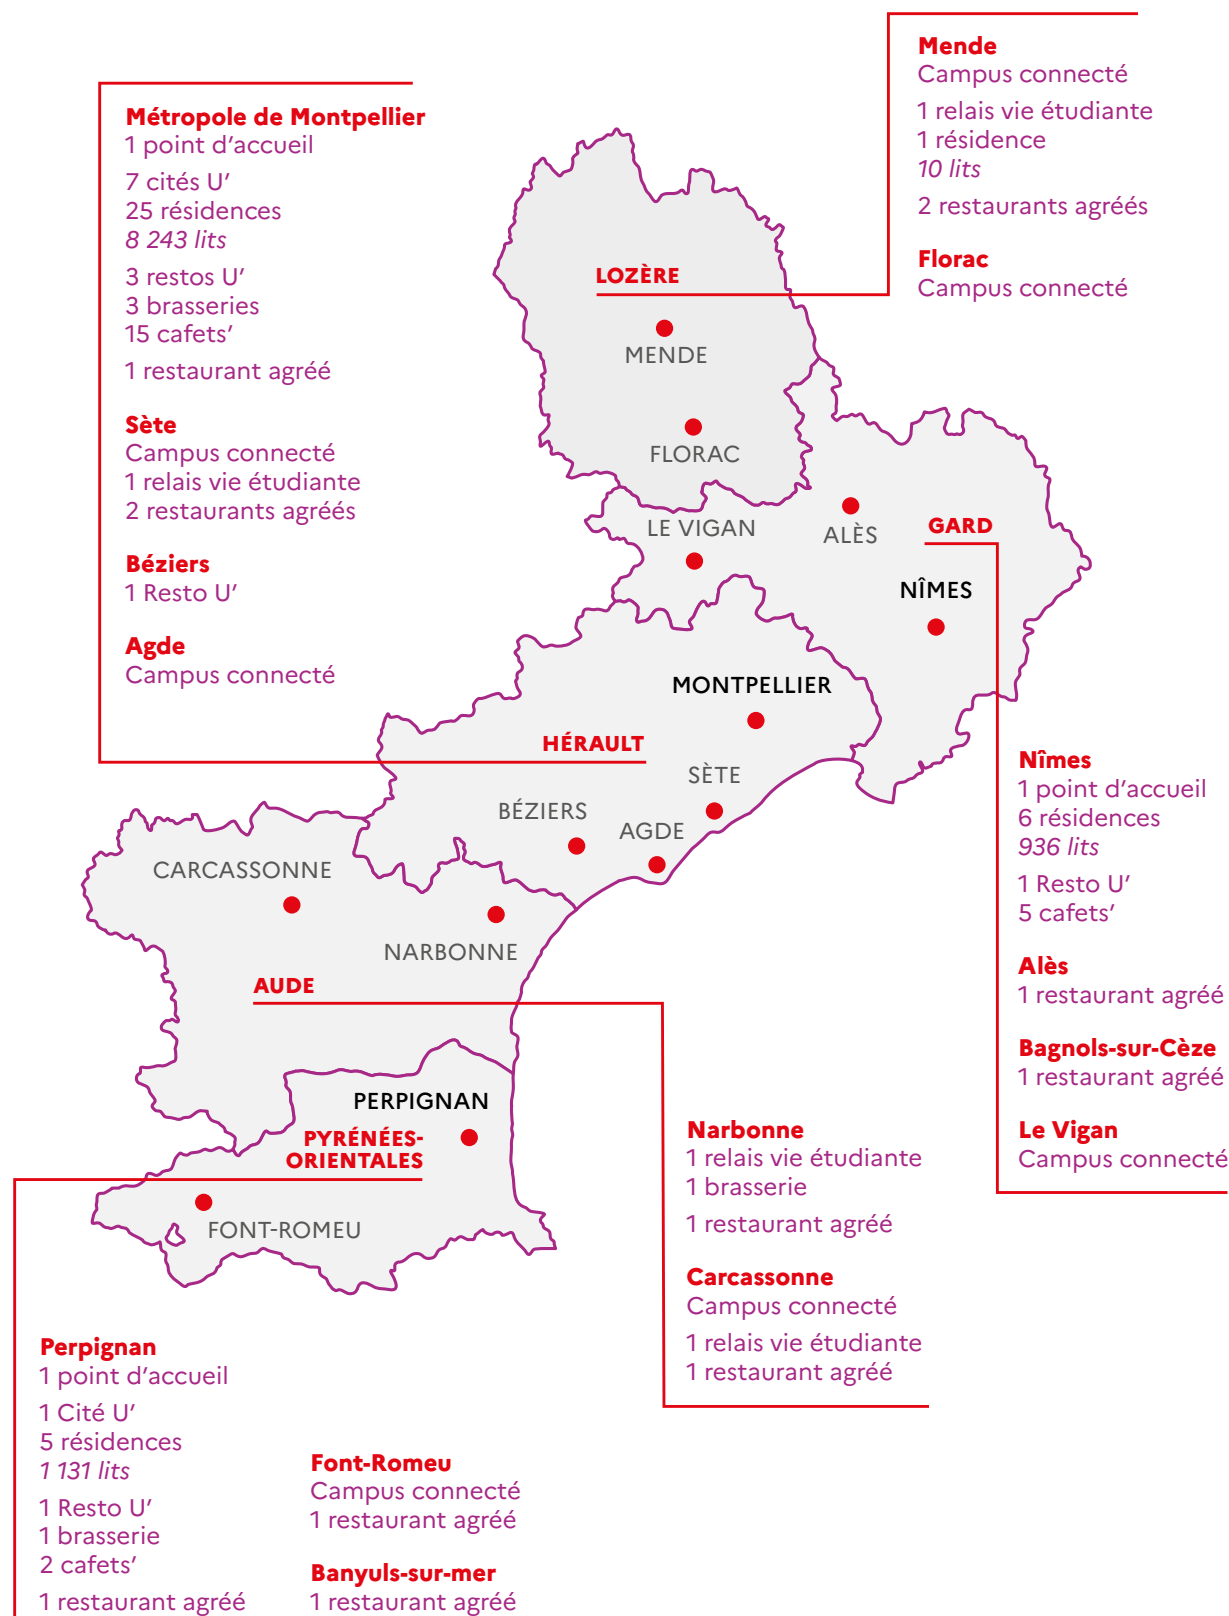 Mende
Campus connecté
1 relais vie étudiante
1 résidence
10 lits
2 restaurants agréés
Florac
Campus connecté
Métropole de Montpellier
1 point d'accueil
7 cités U'
25 résidences
8 243 lits
3 restos U'
3 brasseries
15 cafets'
1 restaurant agréé
Sète
Campus connecté
1 relais vie étudiante
2 restaurants agréés
Béziers
1 Resto U'
Agde
Campus connecté
LOZÈRE
MENDE
FLORAC
LE VIGAN
ALÈS
GARD
NÎMES
MONTPELLIER
HÉRAULT
SÈTE
BÉZIERS
AGDE
CARCASSONNE
NARBONNE
AUDE
PERPIGNAN
PYRÉNÉES-
ORIENTALES
FONT-ROMEU
Nîmes
1 point d'accueil
6 résidences
936 lits
1 Resto U'
5 cafets'
Alès
1 restaurant agréé
Bagnols-sur-Cèze
1 restaurant agréé
Le Vigan
Campus connecté
Narbonne
1 relais vie étudiante
1 brasserie
1 restaurant agréé
Carcassonne
Campus connecté
1 relais vie étudiante
1 restaurant agréé
Perpignan
1 point d'accueil
1 Cité U'
5 résidences
1 131 lits
1 Resto U'
1 brasserie
2 cafets'
1 restaurant agréé
Font-Romeu
Campus connecté
1 restaurant agréé
Banyuls-sur-mer
1 restaurant agréé